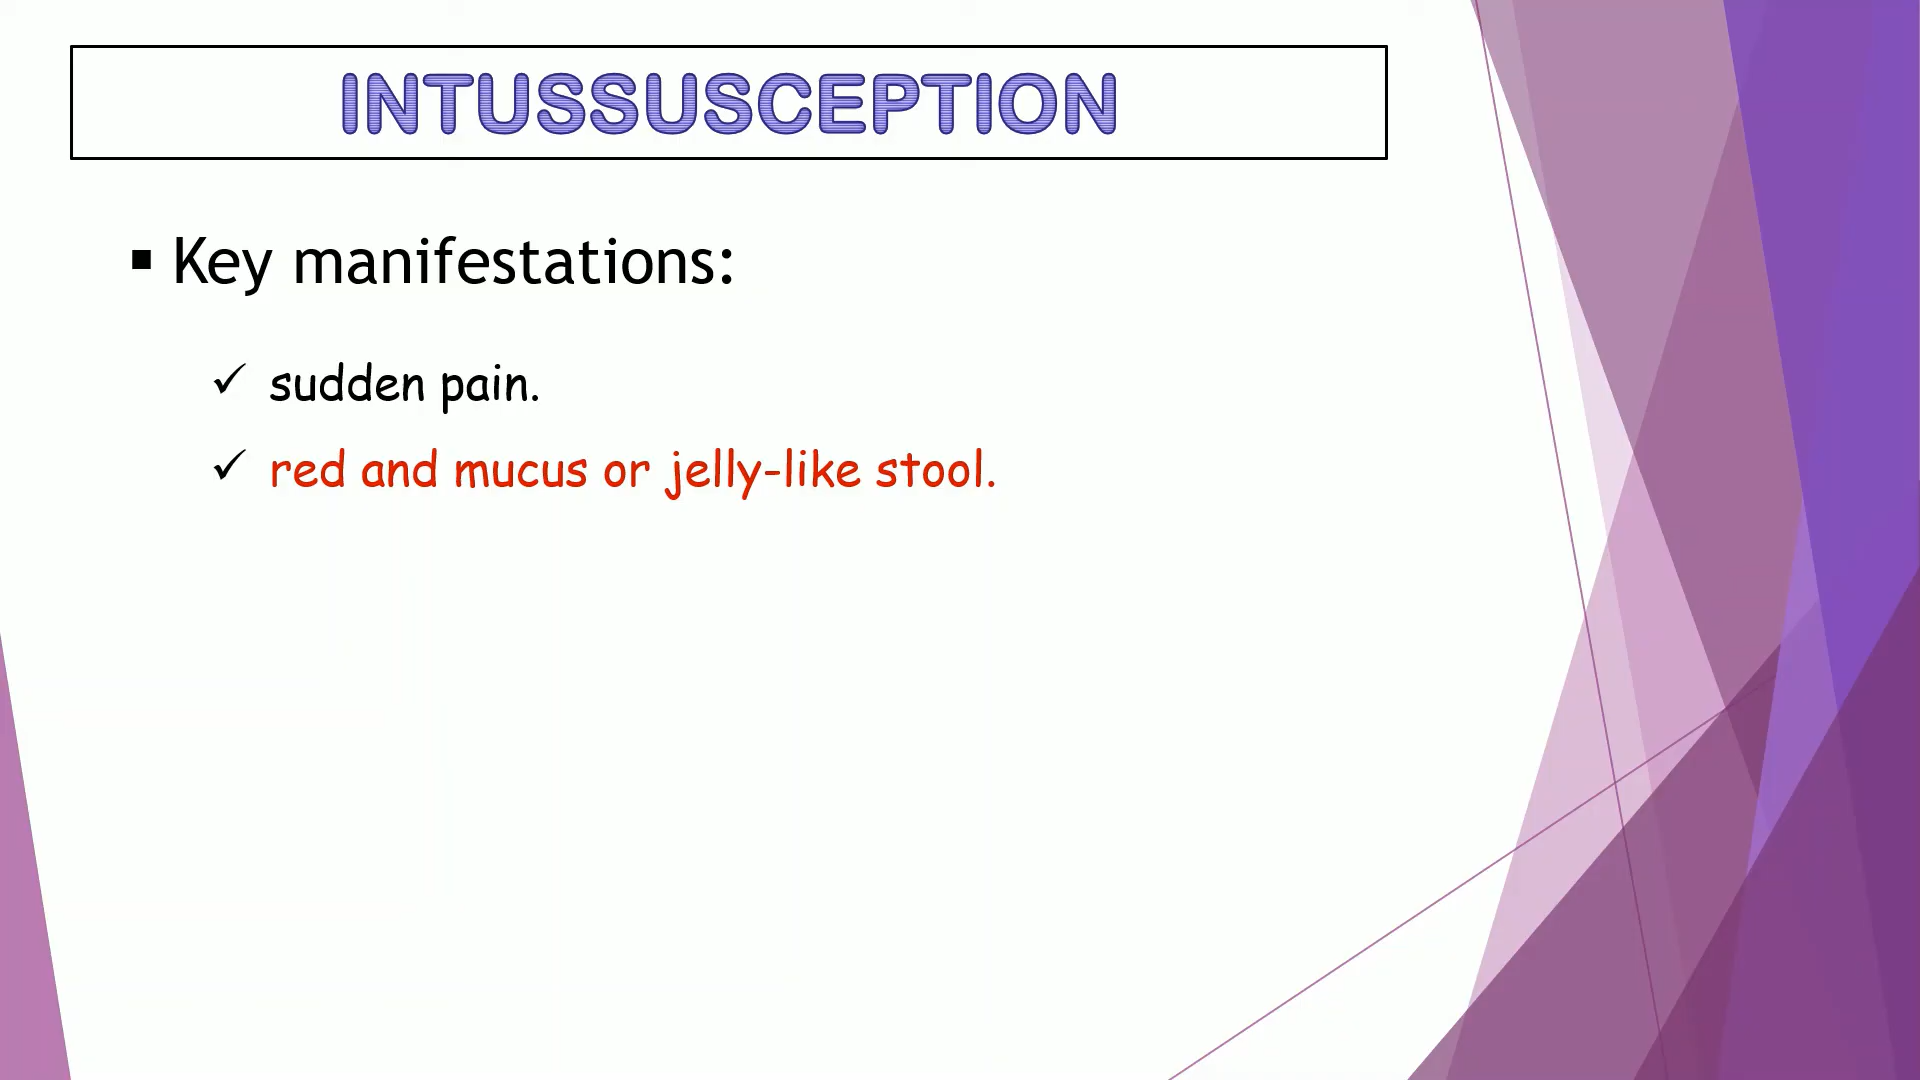 INTUSSUSCEPTION
▪ Key manifestations:
✓ sudden pain.
✓ red and mucus or jelly-like stool.